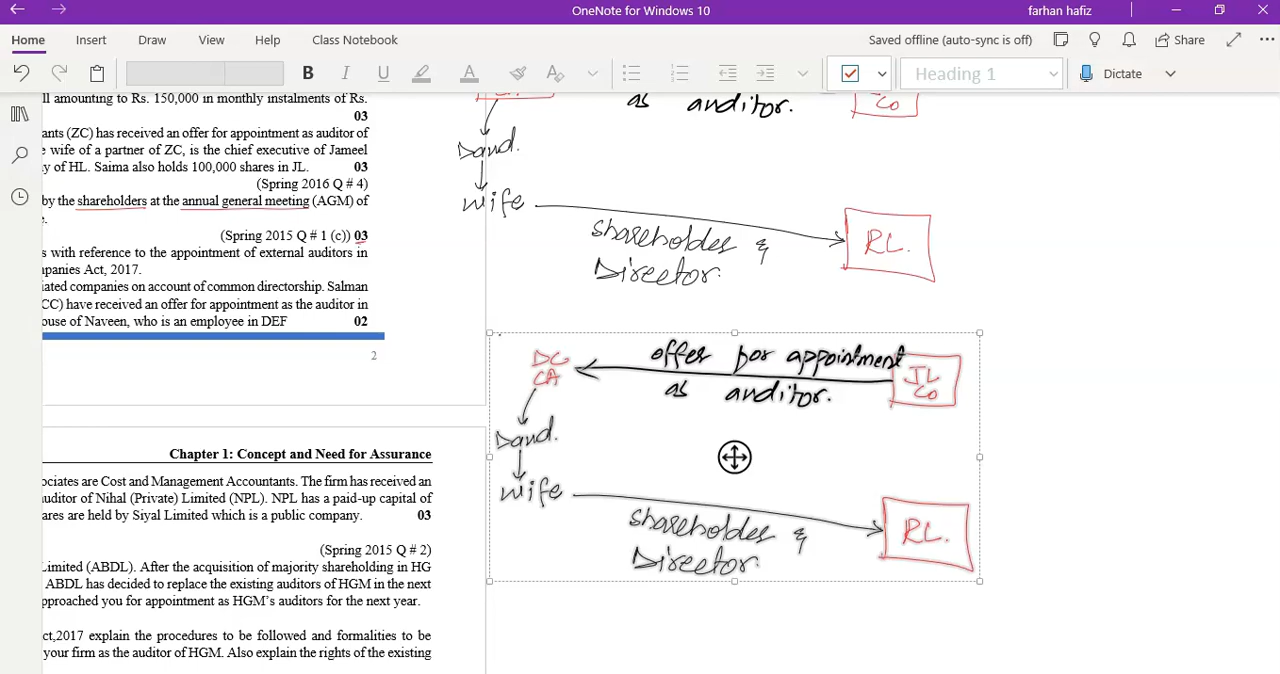 OneNote for Windows 10
farhan hafiz
Home Insert Draw View Help Class Notebook
Saved offline (auto-sync is off)
Share
B I U A
Heading 1
Dictate
ll amounting to Rs. 150,000 in monthly instalments of Rs.
03
ants (ZC) has received an offer for appointment as auditor of
e wife of a partner of ZC, is the chief executive of Jameel
y of HL. Saima also holds 100,000 shares in JL.
03
(Spring 2016 Q # 4)
by the shareholders at the annual general meeting (AGM) of
e.
(Spring 2015 Q # 1 (c)) 03
s with reference to the appointment of external auditors in
mpanies Act, 2017.
iated companies on account of common directorship. Salman
CC) have received an offer for appointment as the auditor in
ouse of Naveen, who is an employee in DEF
02
2
Chapter 1: Concept and Need for Assurance
ociates are Cost and Management Accountants. The firm has received an
uditor of Nihal (Private) Limited (NPL). NPL has a paid-up capital of
ares are held by Siyal Limited which is a public company.
03
(Spring 2015 Q # 2)
Limited (ABDL). After the acquisition of majority shareholding in HG
ABDL has decided to replace the existing auditors of HGM in the next
pproached you for appointment as HGM's auditors for the next year.
ct,2017 explain the procedures to be followed and formalities to be
your firm as the auditor of HGM. Also explain the rights of the existing
as auditor.
Co
Daud.
wife
shareholdes &
Director.
RL.
DC
CA
offer for appointment
as auditor.
JL
Co
Daud.
wife
shareholdes &
Director.
RL.